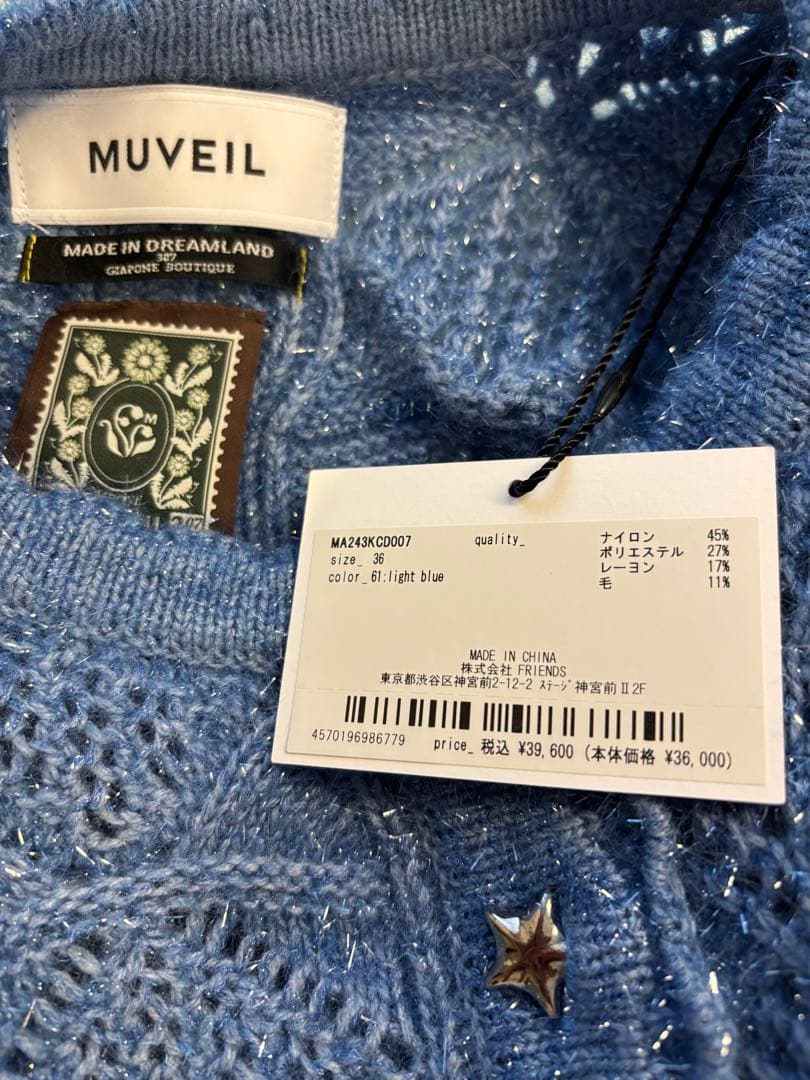 MUVEIL
MADE IN DREAMLAND
307
GIAPONE BOUTIQUE
M
MA243KCD007 quality_ ナイロン 45%
size_ 36 ポリエステル 27%
color_ 61:light blue レーヨン 17%
毛 11%
MADE IN CHINA
株式会社 FRIENDS
東京都渋谷区神宮前2-12-2 ｽﾃｰｼﾞ神宮前Ⅱ2F
4570196986779 price_ 税込 ¥39,600 (本体価格 ¥36,000)